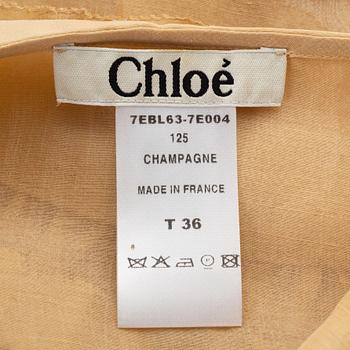 Chloé
7EBL63-7E004
125
CHAMPAGNE
MADE IN FRANCE
T 36